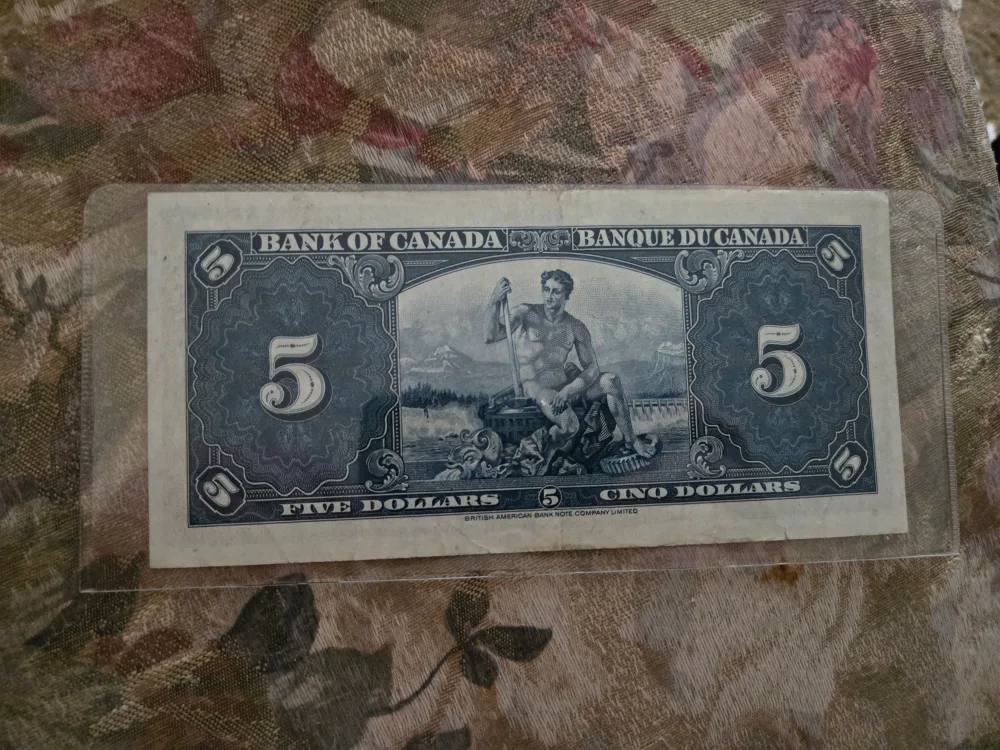 5 BANK OF CANADA BANQUE DU CANADA 5
5 5
5 FIVE DOLLARS 5 CINQ DOLLARS 5
BRITISH AMERICAN BANK NOTE COMPANY LIMITED